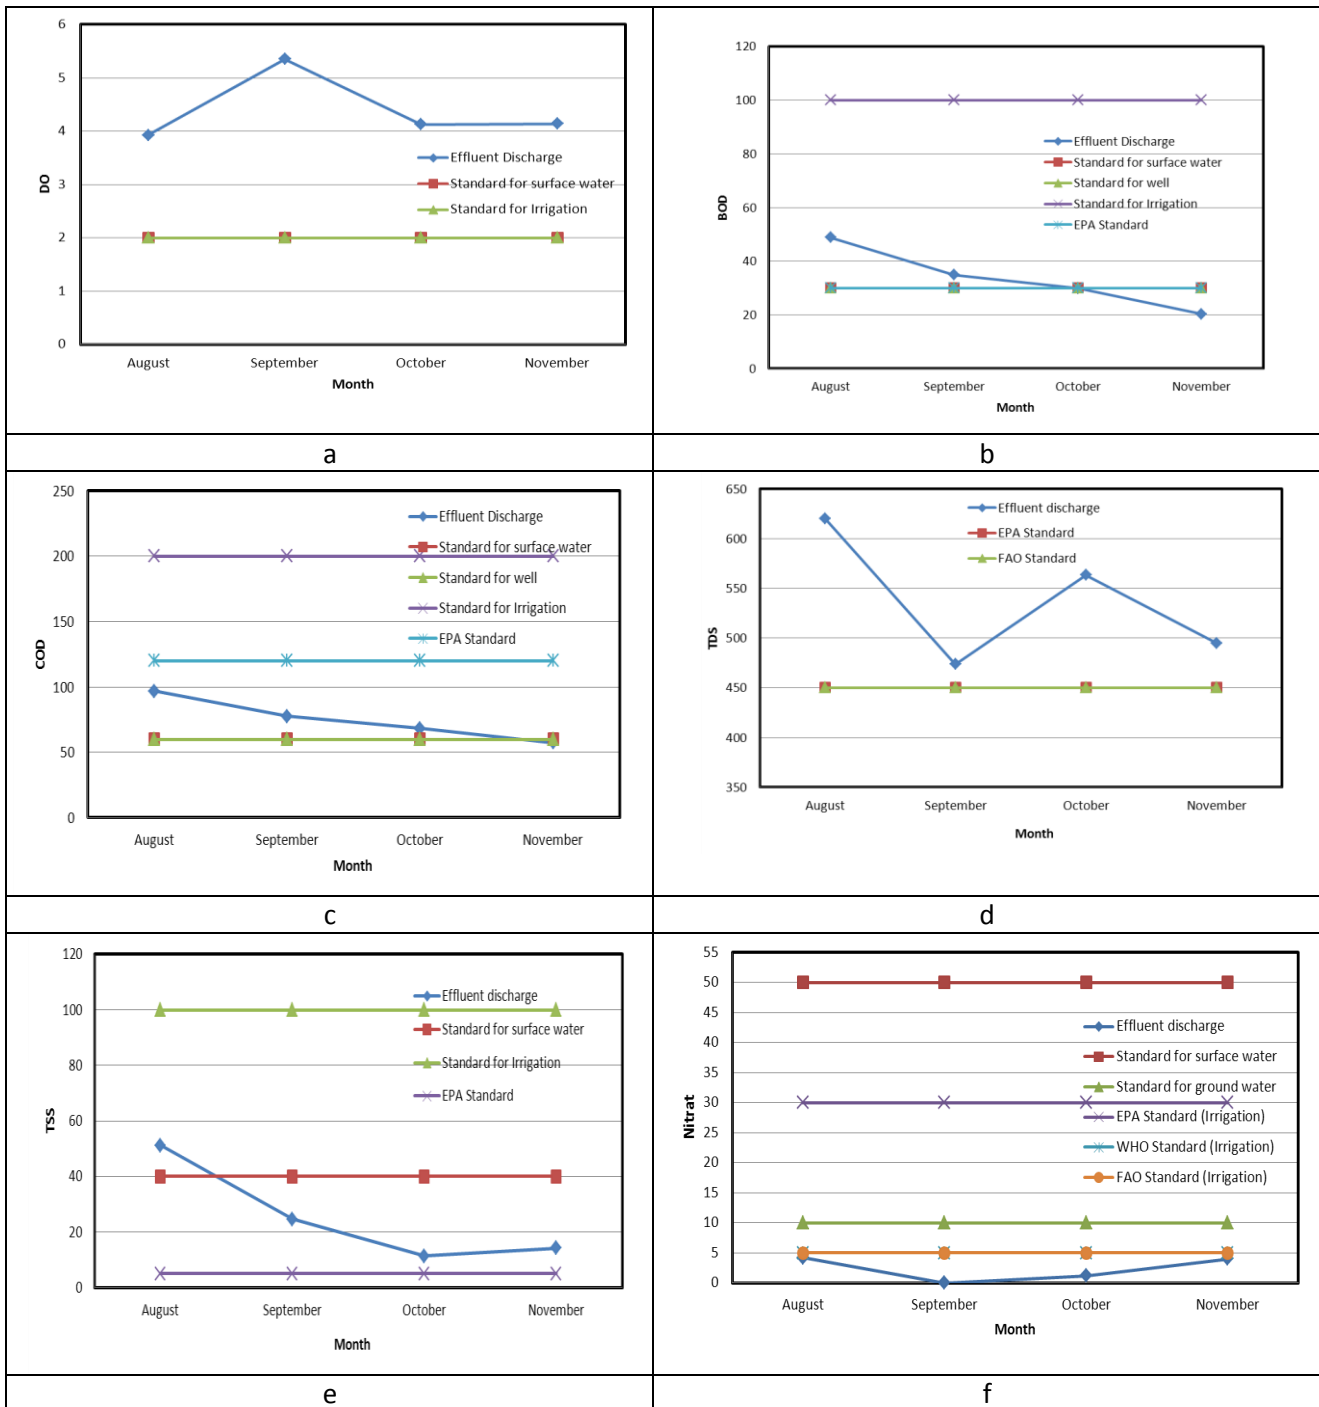 6
5
4
3
2
1
0
DO
Effluent Discharge
Standard for surface water
Standard for Irrigation
August September October November
Month
120
100
80
60
40
20
0
BOD
Effluent Discharge
Standard for surface water
Standard for well
Standard for Irrigation
EPA Standard
August September October November
Month
a
b
250
200
150
100
50
0
COD
Effluent Discharge
Standard for surface water
Standard for well
Standard for Irrigation
EPA Standard
August September October November
Month
650
600
550
500
450
400
350
TDS
Effluent discharge
EPA Standard
FAO Standard
August September October November
Month
c
d
120
100
80
60
40
20
0
TSS
Effluent discharge
Standard for surface water
Standard for Irrigation
EPA Standard
August September October November
Month
55
50
45
40
35
30
25
20
15
10
5
0
Nitrat
Effluent discharge
Standard for surface water
Standard for ground water
EPA Standard (Irrigation)
WHO Standard (Irrigation)
FAO Standard (Irrigation)
August September October November
Month
e
f